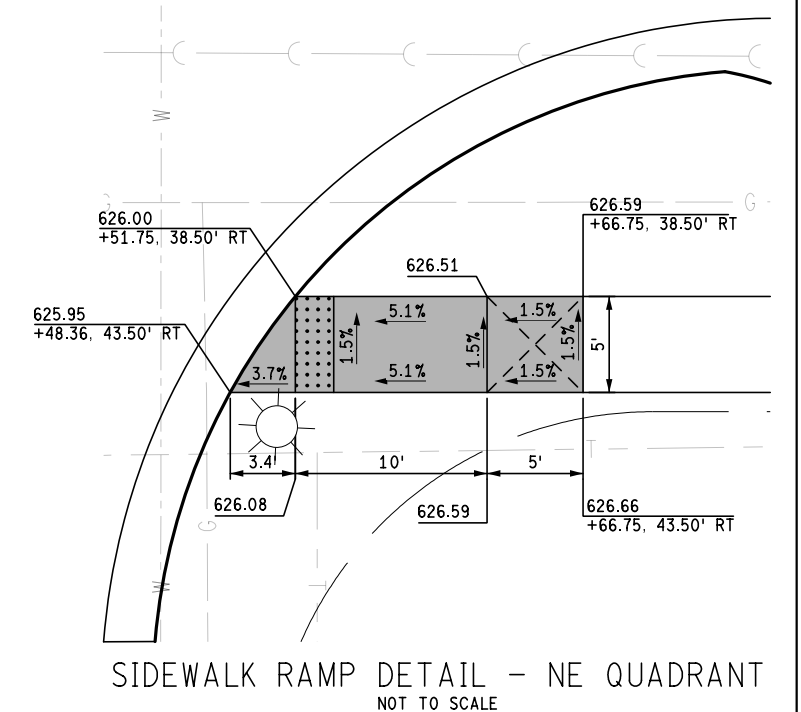 W
G
G
626.00
+51.75, 38.50' RT
626.59
+66.75, 38.50' RT
626.51
625.95
+48.36, 43.50' RT
5.1%
1.5%
1.5%
1.5%
1.5%
5'
3.7%
5.1%
1.5%
3.4'
10'
5'
T
626.08
626.59
626.66
+66.75, 43.50' RT
G
T
W
SIDEWALK RAMP DETAIL - NE QUADRANT
NOT TO SCALE